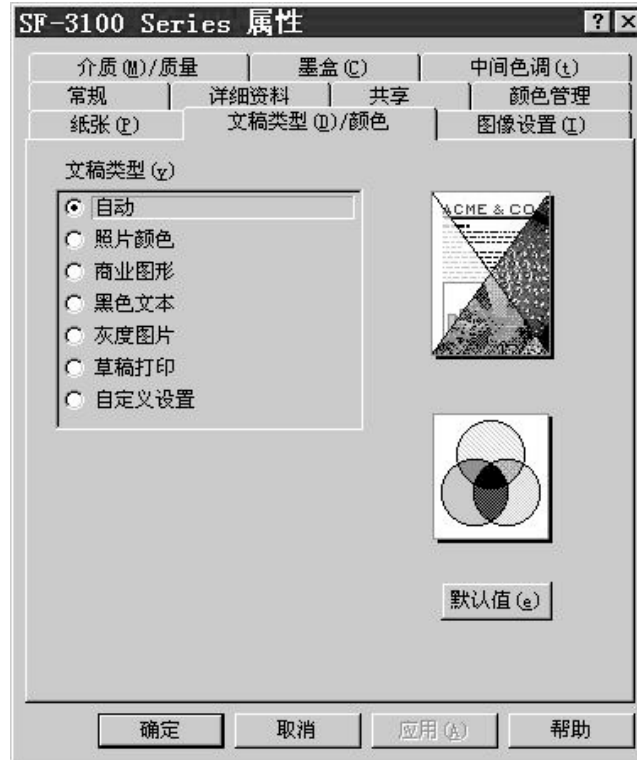 SF-3100 Series 属性
介质(M)/质量 墨盒(C) 中间色调(t)
常规 详细资料 共享 颜色管理
纸张(P) 文稿类型(D)/颜色 图像设置(I)
文稿类型(y)
自动
照片颜色
商业图形
黑色文本
灰度图片
草稿打印
自定义设置
ACME & CO
默认值(e)
确定 取消 应用(A) 帮助